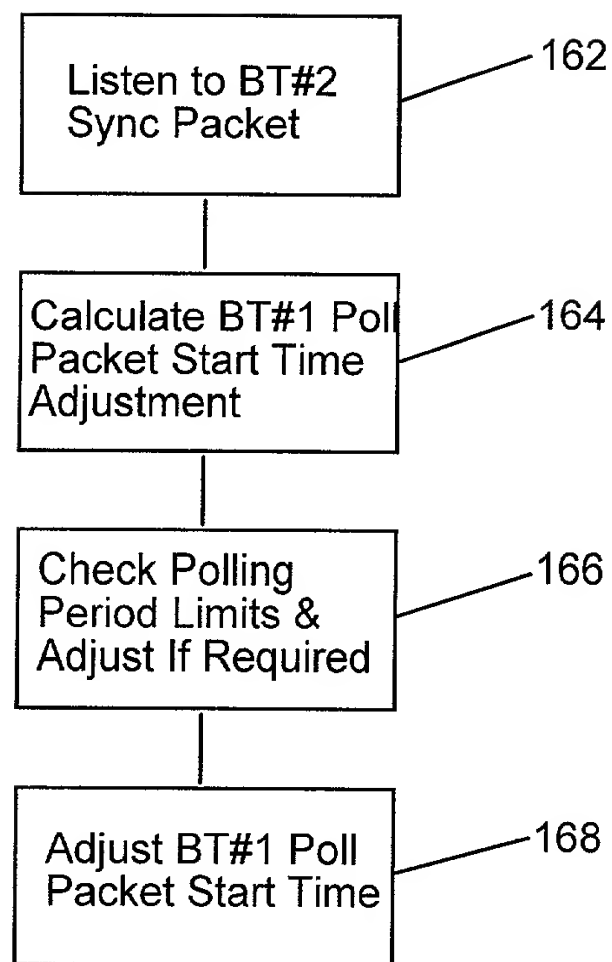 Listen to BT#2
Sync Packet
162
Calculate BT#1 Poll
Packet Start Time
Adjustment
164
Check Polling
Period Limits &
Adjust If Required
166
Adjust BT#1 Poll
Packet Start Time
168